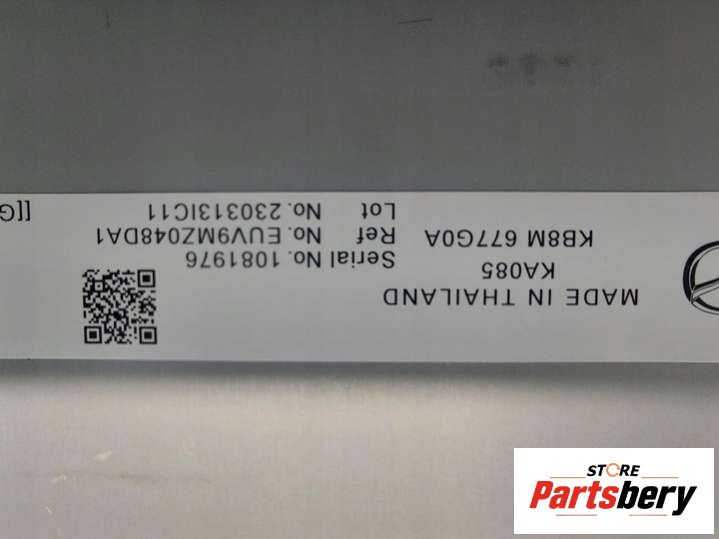 MADE IN THAILAND
KA085
KB8M 677G0A
Serial No. 1081976
Ref No. EUV9MZ048DA1
Lot No. 230313IC11
[[G
STORE
Partsbery